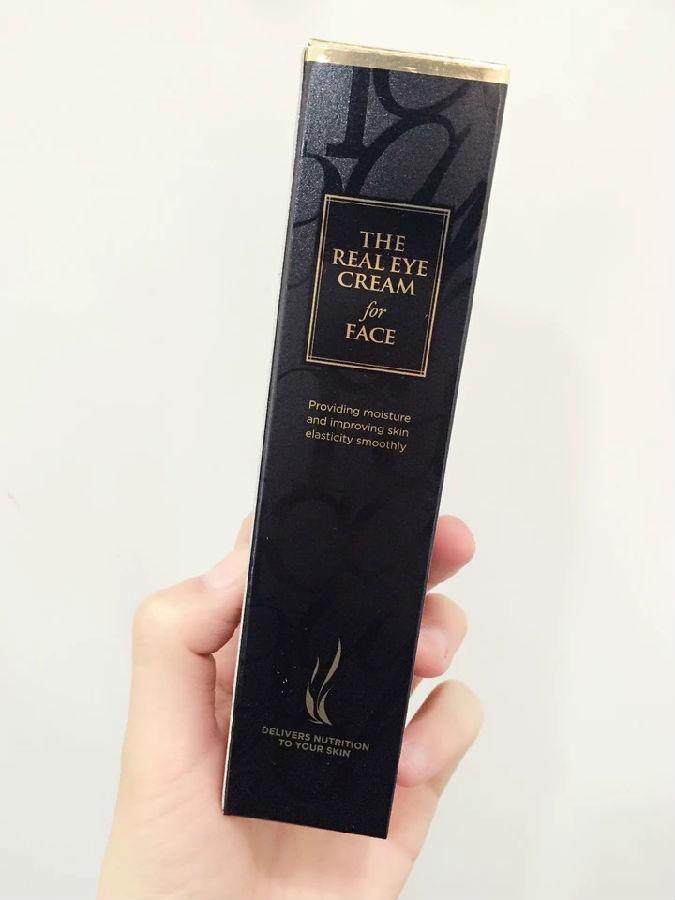 THE
REAL EYE
CREAM
for
FACE
Providing moisture
and improving skin
elasticity smoothly
DELIVERS NUTRITION
TO YOUR SKIN